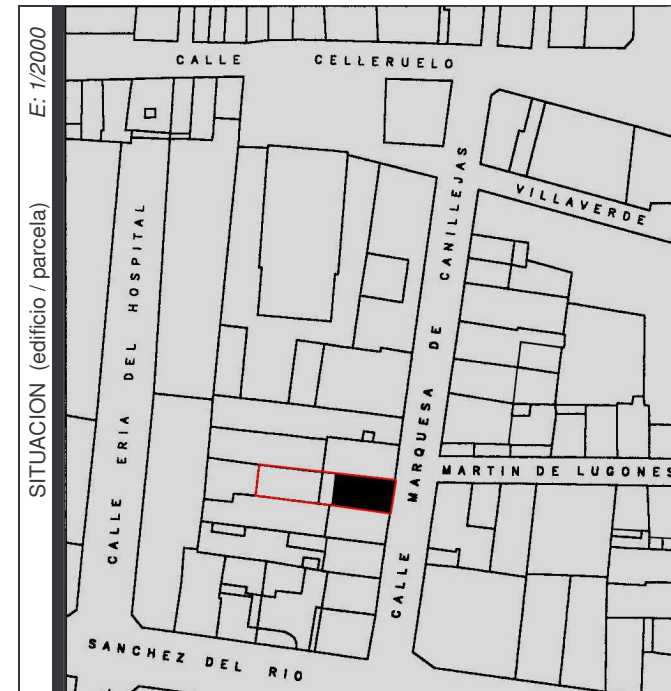 SITUACION (edificio / parcela) E: 1/2000
CALLE CELLERUELO
VILLAVERDE
CALLE ERIA DEL HOSPITAL
CALLE MARQUESA DE CANILLEJAS
MARTIN DE LUGONES
SANCHEZ DEL RIO